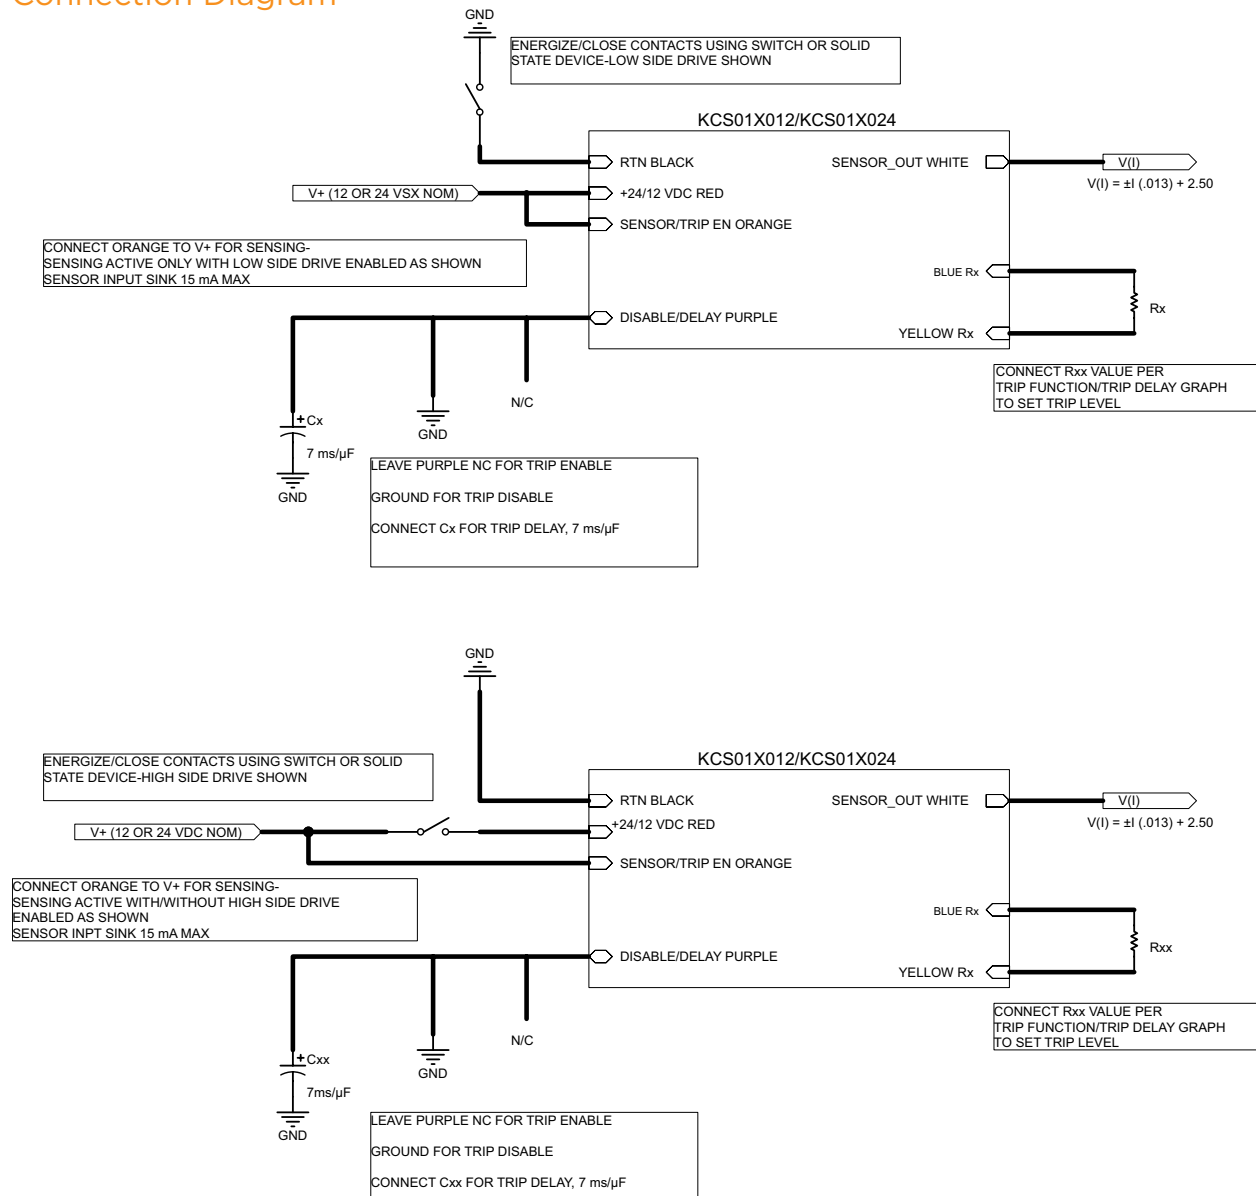 Connection Diagram
GND
ENERGIZE/CLOSE CONTACTS USING SWITCH OR SOLID
STATE DEVICE-LOW SIDE DRIVE SHOWN
KCS01X012/KCS01X024
RTN BLACK
SENSOR_OUT WHITE
V(I)
V(I) = ±I (.013) + 2.50
V+ (12 OR 24 VSX NOM)
+24/12 VDC RED
SENSOR/TRIP EN ORANGE
CONNECT ORANGE TO V+ FOR SENSING-
SENSING ACTIVE ONLY WITH LOW SIDE DRIVE ENABLED AS SHOWN
SENSOR INPUT SINK 15 mA MAX
BLUE Rx
Rx
DISABLE/DELAY PURPLE
YELLOW Rx
CONNECT Rxx VALUE PER
TRIP FUNCTION/TRIP DELAY GRAPH
TO SET TRIP LEVEL
N/C
+Cx
GND
7 ms/µF
GND
LEAVE PURPLE NC FOR TRIP ENABLE
GROUND FOR TRIP DISABLE
CONNECT Cx FOR TRIP DELAY, 7 ms/µF
GND
ENERGIZE/CLOSE CONTACTS USING SWITCH OR SOLID
STATE DEVICE-HIGH SIDE DRIVE SHOWN
KCS01X012/KCS01X024
RTN BLACK
SENSOR_OUT WHITE
V(I)
V(I) = ±I (.013) + 2.50
V+ (12 OR 24 VDC NOM)
+24/12 VDC RED
SENSOR/TRIP EN ORANGE
CONNECT ORANGE TO V+ FOR SENSING-
SENSING ACTIVE WITH/WITHOUT HIGH SIDE DRIVE
ENABLED AS SHOWN
SENSOR INPT SINK 15 mA MAX
BLUE Rx
Rxx
DISABLE/DELAY PURPLE
YELLOW Rx
CONNECT Rxx VALUE PER
TRIP FUNCTION/TRIP DELAY GRAPH
TO SET TRIP LEVEL
N/C
+Cxx
GND
7ms/µF
GND
LEAVE PURPLE NC FOR TRIP ENABLE
GROUND FOR TRIP DISABLE
CONNECT Cxx FOR TRIP DELAY, 7 ms/µF